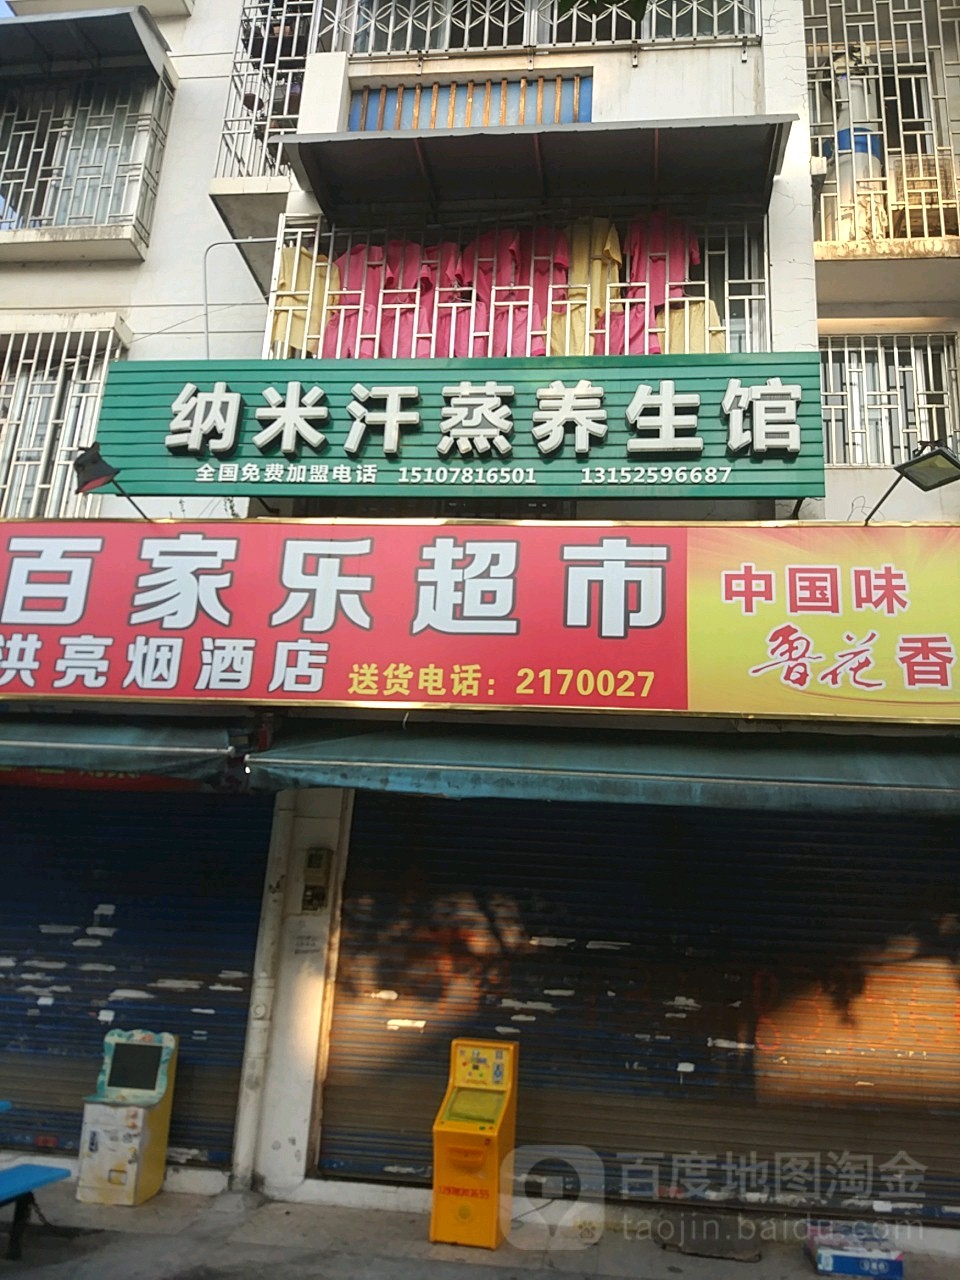 纳米汗蒸养生馆
全国免费加盟电话 15107816501 13152596687
百家乐超市
洪亮烟酒店 送货电话：2170027
中国味
鲁花香
百度地图淘金
taojin.baidu.com